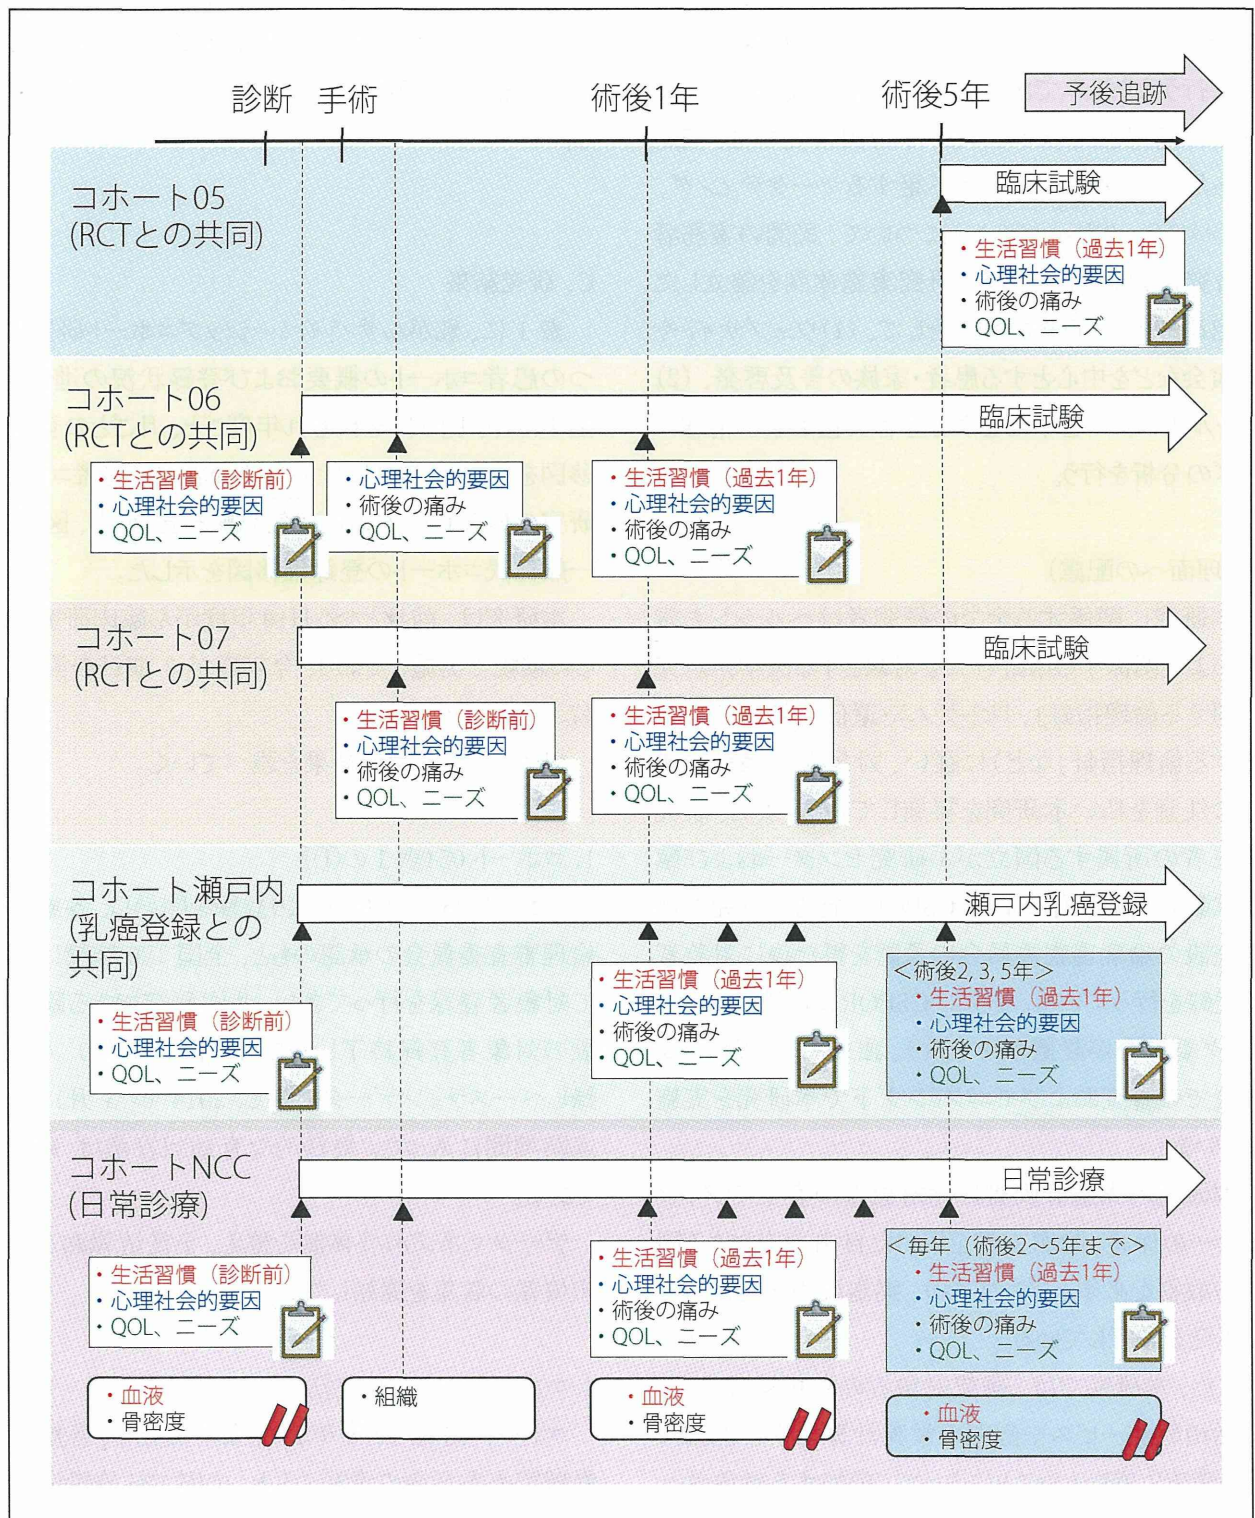 診断 手術 術後1年 術後5年 予後追跡
コホート05
(RCTとの共同)
臨床試験
・生活習慣（過去1年）
・心理社会的要因
・術後の痛み
・QOL、ニーズ
コホート06
(RCTとの共同)
臨床試験
・生活習慣（診断前）
・心理社会的要因
・QOL、ニーズ
・心理社会的要因
・術後の痛み
・QOL、ニーズ
・生活習慣（過去1年）
・心理社会的要因
・術後の痛み
・QOL、ニーズ
コホート07
(RCTとの共同)
臨床試験
・生活習慣（診断前）
・心理社会的要因
・術後の痛み
・QOL、ニーズ
・生活習慣（過去1年）
・心理社会的要因
・術後の痛み
・QOL、ニーズ
コホート瀬戸内
(乳癌登録との
共同)
瀬戸内乳癌登録
・生活習慣（診断前）
・心理社会的要因
・QOL、ニーズ
・生活習慣（過去1年）
・心理社会的要因
・術後の痛み
・QOL、ニーズ
＜術後2, 3, 5年＞
・生活習慣（過去1年）
・心理社会的要因
・術後の痛み
・QOL、ニーズ
コホートNCC
(日常診療)
日常診療
・生活習慣（診断前）
・心理社会的要因
・QOL、ニーズ
・生活習慣（過去1年）
・心理社会的要因
・術後の痛み
・QOL、ニーズ
＜毎年（術後2～5年まで＞
・生活習慣（過去1年）
・心理社会的要因
・術後の痛み
・QOL、ニーズ
・血液
・骨密度
・組織
・血液
・骨密度
・血液
・骨密度